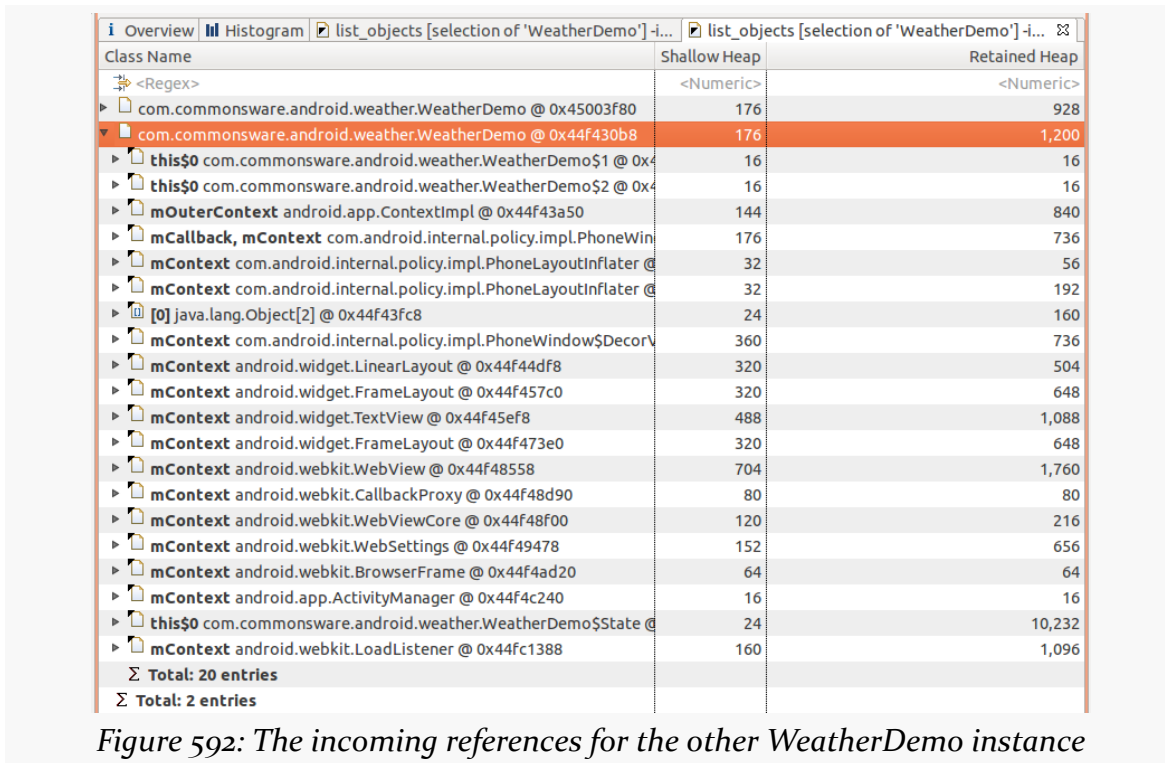 i Overview Histogram list_objects [selection of 'WeatherDemo'] -i... list_objects [selection of 'WeatherDemo'] -i...
Class Name Shallow Heap Retained Heap
<Regex> <Numeric> <Numeric>
com.commonsware.android.weather.WeatherDemo @ 0x45003f80 176 928
com.commonsware.android.weather.WeatherDemo @ 0x44f430b8 176 1,200
this$0 com.commonsware.android.weather.WeatherDemo$1 @ 0x4 16 16
this$0 com.commonsware.android.weather.WeatherDemo$2 @ 0x4 16 16
mOuterContext android.app.ContextImpl @ 0x44f43a50 144 840
mCallback, mContext com.android.internal.policy.impl.PhoneWin 176 736
mContext com.android.internal.policy.impl.PhoneLayoutInflater @ 32 56
mContext com.android.internal.policy.impl.PhoneLayoutInflater @ 32 192
[0] java.lang.Object[2] @ 0x44f43fc8 24 160
mContext com.android.internal.policy.impl.PhoneWindow$DecorV 360 736
mContext android.widget.LinearLayout @ 0x44f44df8 320 504
mContext android.widget.FrameLayout @ 0x44f457c0 320 648
mContext android.widget.TextView @ 0x44f45ef8 488 1,088
mContext android.widget.FrameLayout @ 0x44f473e0 320 648
mContext android.webkit.WebView @ 0x44f48558 704 1,760
mContext android.webkit.CallbackProxy @ 0x44f48d90 80 80
mContext android.webkit.WebViewCore @ 0x44f48f00 120 216
mContext android.webkit.WebSettings @ 0x44f49478 152 656
mContext android.webkit.BrowserFrame @ 0x44f4ad20 64 64
mContext android.app.ActivityManager @ 0x44f4c240 16 16
this$0 com.commonsware.android.weather.WeatherDemo$State @ 24 10,232
mContext android.webkit.LoadListener @ 0x44fc1388 160 1,096
Σ Total: 20 entries
Σ Total: 2 entries
Figure 592: The incoming references for the other WeatherDemo instance